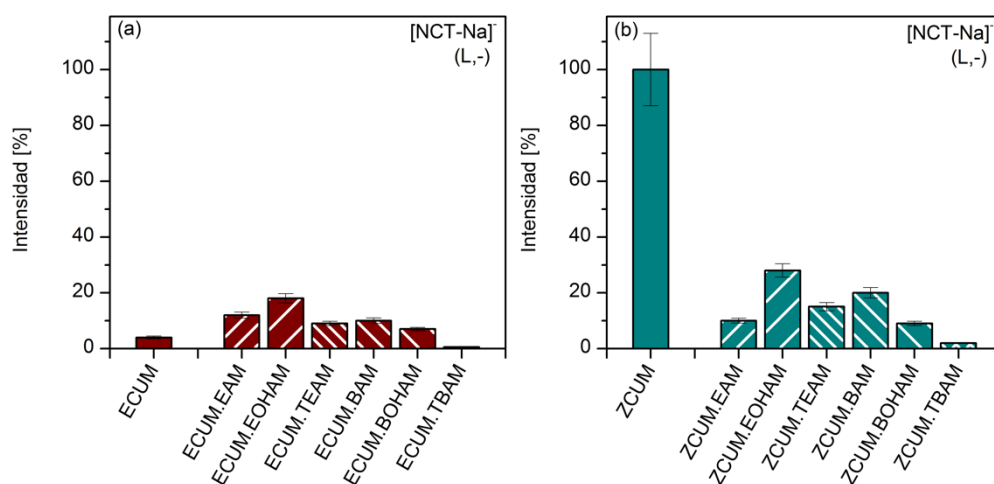 (a)
[NCT-Na]⁻
(L,-)
Intensidad [%]
100
80
60
40
20
0
ECUM
ECUM.EAM
ECUM.EOHAM
ECUM.TEAM
ECUM.BAM
ECUM.BOHAM
ECUM.TBAM
(b)
[NCT-Na]⁻
(L,-)
Intensidad [%]
100
80
60
40
20
0
ZCUM
ZCUM.EAM
ZCUM.EOHAM
ZCUM.TEAM
ZCUM.BAM
ZCUM.BOHAM
ZCUM.TBAM